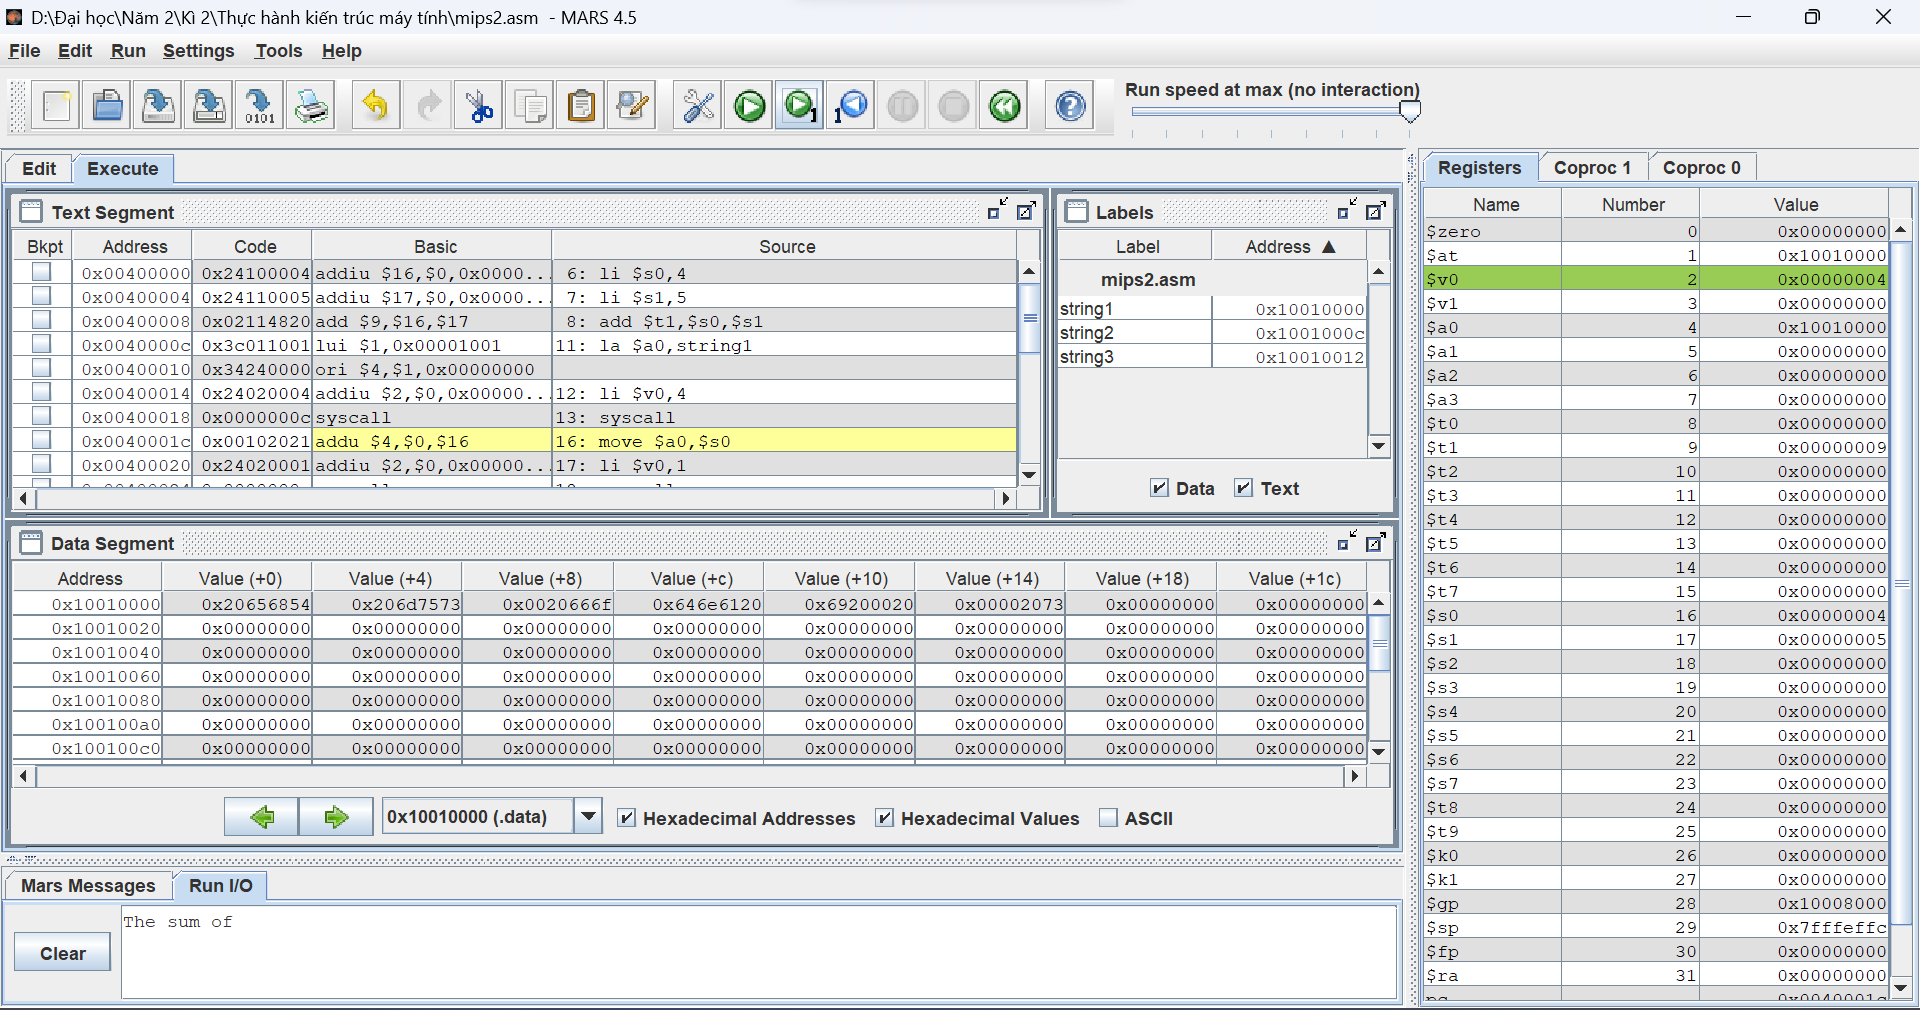 D:\Đại học\Năm 2\Kì 2\Thực hành kiến trúc máy tính\mips2.asm - MARS 4.5
File Edit Run Settings Tools Help
Run speed at max (no interaction)
Edit Execute
Text Segment
Bkpt Address Code Basic Source
0x00400000 0x24100004 addiu $16,$0,0x0000... 6: li $s0,4
0x00400004 0x24110005 addiu $17,$0,0x0000... 7: li $s1,5
0x00400008 0x02114820 add $9,$16,$17 8: add $t1,$s0,$s1
0x0040000c 0x3c011001 lui $1,0x00001001 11: la $a0,string1
0x00400010 0x34240000 ori $4,$1,0x00000000
0x00400014 0x24020004 addiu $2,$0,0x00000... 12: li $v0,4
0x00400018 0x0000000c syscall 13: syscall
0x0040001c 0x00102021 addu $4,$0,$16 16: move $a0,$s0
0x00400020 0x24020001 addiu $2,$0,0x00000... 17: li $v0,1
Labels
Label Address ▲
mips2.asm
string1 0x10010000
string2 0x1001000c
string3 0x10010012
Data Text
Data Segment
Address Value (+0) Value (+4) Value (+8) Value (+c) Value (+10) Value (+14) Value (+18) Value (+1c)
0x10010000 0x20656854 0x206d7573 0x0020666f 0x646e6120 0x69200020 0x00002073 0x00000000 0x00000000
0x10010020 0x00000000 0x00000000 0x00000000 0x00000000 0x00000000 0x00000000 0x00000000 0x00000000
0x10010040 0x00000000 0x00000000 0x00000000 0x00000000 0x00000000 0x00000000 0x00000000 0x00000000
0x10010060 0x00000000 0x00000000 0x00000000 0x00000000 0x00000000 0x00000000 0x00000000 0x00000000
0x10010080 0x00000000 0x00000000 0x00000000 0x00000000 0x00000000 0x00000000 0x00000000 0x00000000
0x100100a0 0x00000000 0x00000000 0x00000000 0x00000000 0x00000000 0x00000000 0x00000000 0x00000000
0x100100c0 0x00000000 0x00000000 0x00000000 0x00000000 0x00000000 0x00000000 0x00000000 0x00000000
0x10010000 (.data) Hexadecimal Addresses Hexadecimal Values ASCII
Mars Messages Run I/O
Clear
The sum of
Registers Coproc 1 Coproc 0
Name Number Value
$zero 0 0x00000000
$at 1 0x10010000
$v0 2 0x00000004
$v1 3 0x00000000
$a0 4 0x10010000
$a1 5 0x00000000
$a2 6 0x00000000
$a3 7 0x00000000
$t0 8 0x00000000
$t1 9 0x00000009
$t2 10 0x00000000
$t3 11 0x00000000
$t4 12 0x00000000
$t5 13 0x00000000
$t6 14 0x00000000
$t7 15 0x00000000
$s0 16 0x00000004
$s1 17 0x00000005
$s2 18 0x00000000
$s3 19 0x00000000
$s4 20 0x00000000
$s5 21 0x00000000
$s6 22 0x00000000
$s7 23 0x00000000
$t8 24 0x00000000
$t9 25 0x00000000
$k0 26 0x00000000
$k1 27 0x00000000
$gp 28 0x10008000
$sp 29 0x7fffeffc
$fp 30 0x00000000
$ra 31 0x00000000